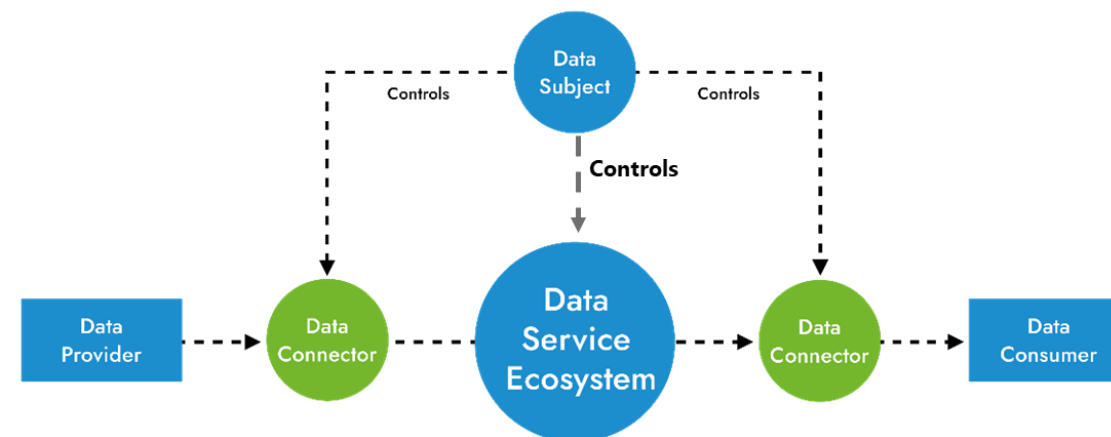 Data
Subject
Controls
Controls
Controls
Data
Provider
Data
Connector
Data
Service
Ecosystem
Data
Connector
Data
Consumer